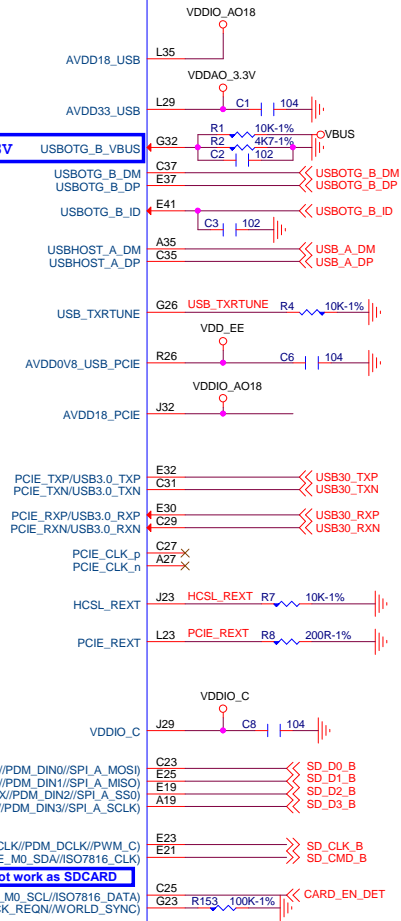 VDDIO_AO18
AVDD18_USB L35
VDDAO_3.3V
AVDD33_USB L29 C1 104
R1 10K-1% VBUS
V USBOTG_B_VBUS G32 R2 4K7-1%
C2 102
USBOTG_B_DM C37 USBOTG_B_DM
USBOTG_B_DP E37 USBOTG_B_DP
USBOTG_B_ID E41 USBOTG_B_ID
C3 102
USBHOST_A_DM A35 USB_A_DM
USBHOST_A_DP C35 USB_A_DP
USB_TXRTUNE G26 USB_TXRTUNE R4 10K-1%
VDD_EE
AVDD0V8_USB_PCIE R26 C6 104
VDDIO_AO18
AVDD18_PCIE J32
PCIE_TXP/USB3.0_TXP E32 USB30_TXP
PCIE_TXN/USB3.0_TXN C31 USB30_TXN
PCIE_RXP/USB3.0_RXP E30 USB30_RXP
PCIE_RXN/USB3.0_RXN C29 USB30_RXN
PCIE_CLK_p C27
PCIE_CLK_n A27
HCSL_REXT J23 HCSL_REXT R7 10K-1%
PCIE_REXT L23 PCIE_REXT R8 200R-1%
VDDIO_C
VDDIO_C J29 C8 104
//PDM_DIN0//SPI_A_MOSI) C23 SD_D0_B
//PDM_DIN1//SPI_A_MISO) E25 SD_D1_B
X//PDM_DIN2//SPI_A_SS0) E19 SD_D2_B
//PDM_DIN3//SPI_A_SCLK) A19 SD_D3_B
CLK//PDM_DCLK//PWM_C) E23 SD_CLK_B
E_M0_SDA//ISO7816_CLK) E21 SD_CMD_B
ot work as SDCARD
_M0_SCL//ISO7816_DATA) C25 CARD_EN_DET
CK_REQN//WORLD_SYNC) G23 R153 100K-1%